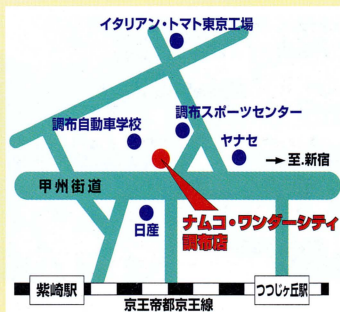 イタリアン・トマト東京工場
調布自動車学校
調布スポーツセンター
ヤナセ
→至.新宿
甲州街道
日産
ナムコ・ワンダーシティ
調布店
紫崎駅
つつじヶ丘駅
京王帝都京王線